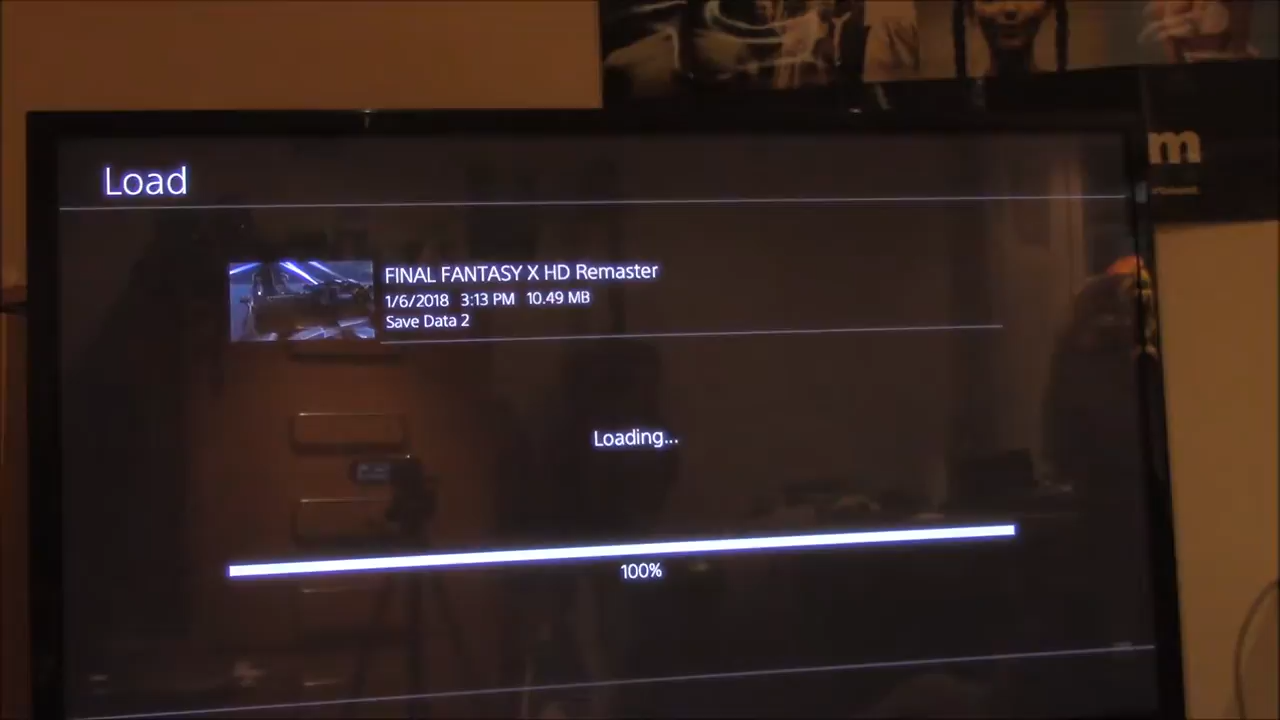 Load
m
FINAL FANTASY X HD Remaster
1/6/2018 3:13 PM 10.49 MB
Save Data 2
Loading...
100%